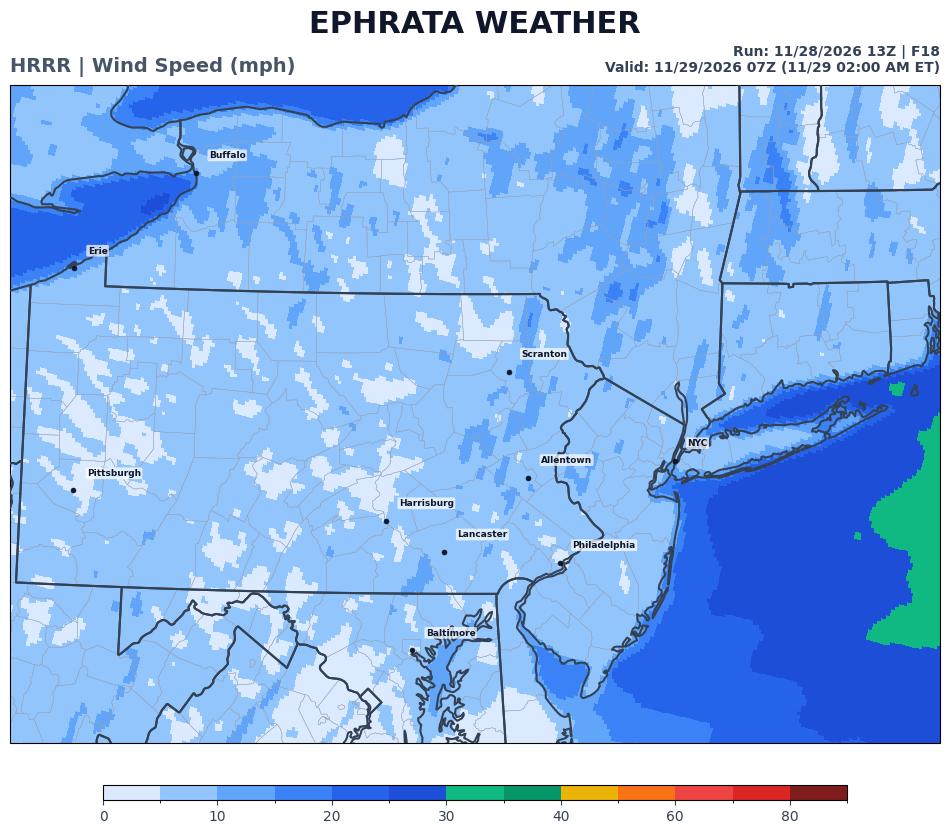 EPHRATA WEATHER
HRRR | Wind Speed (mph)
Run: 11/28/2026 13Z | F18
Valid: 11/29/2026 07Z (11/29 02:00 AM ET)
Buffalo
Erie
Scranton
NYC
Allentown
Pittsburgh
Harrisburg
Lancaster
Philadelphia
Baltimore
0 10 20 30 40 60 80